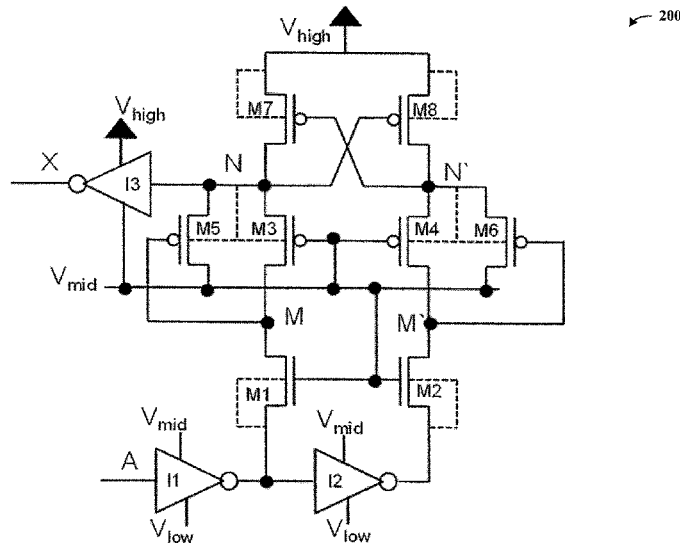 200
V_high
M7 M8
V_high
X N N`
I3
M5 M3 M4 M6
V_mid
M M`
M1 M2
V_mid V_mid
A
I1 I2
V_low V_low